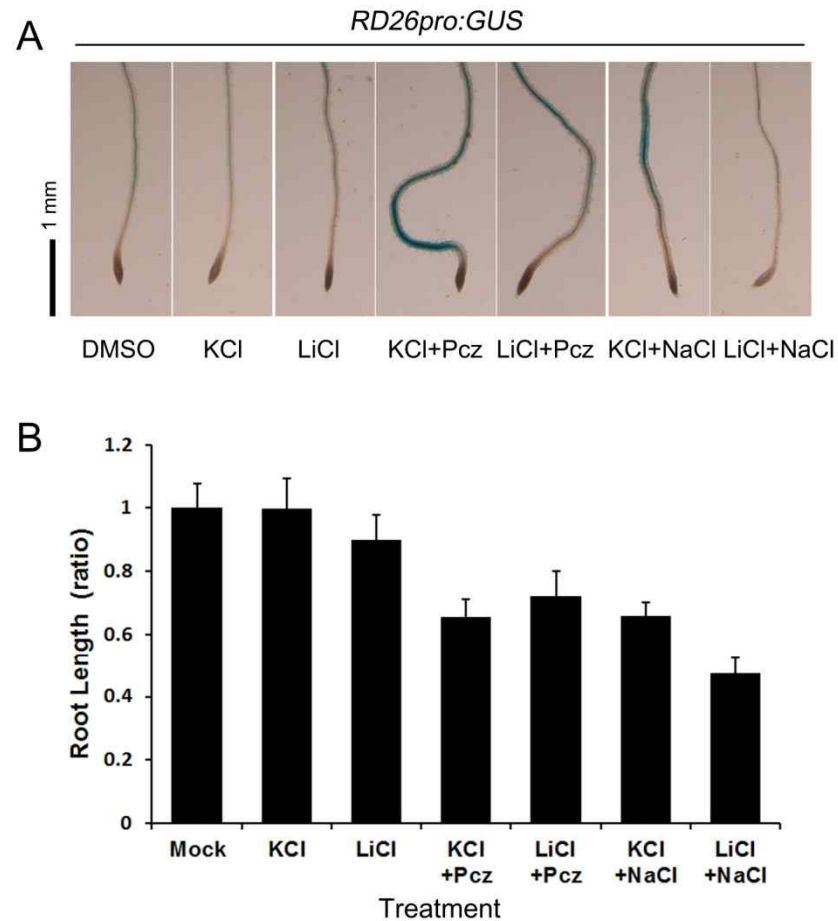 A
RD26pro:GUS
1 mm
DMSO KCl LiCl KCl+Pcz LiCl+Pcz KCl+NaCl LiCl+NaCl
B
Root Length (ratio)
1.2
1
0.8
0.6
0.4
0.2
0
Mock KCl LiCl KCl +Pcz LiCl +Pcz KCl +NaCl LiCl +NaCl
Treatment